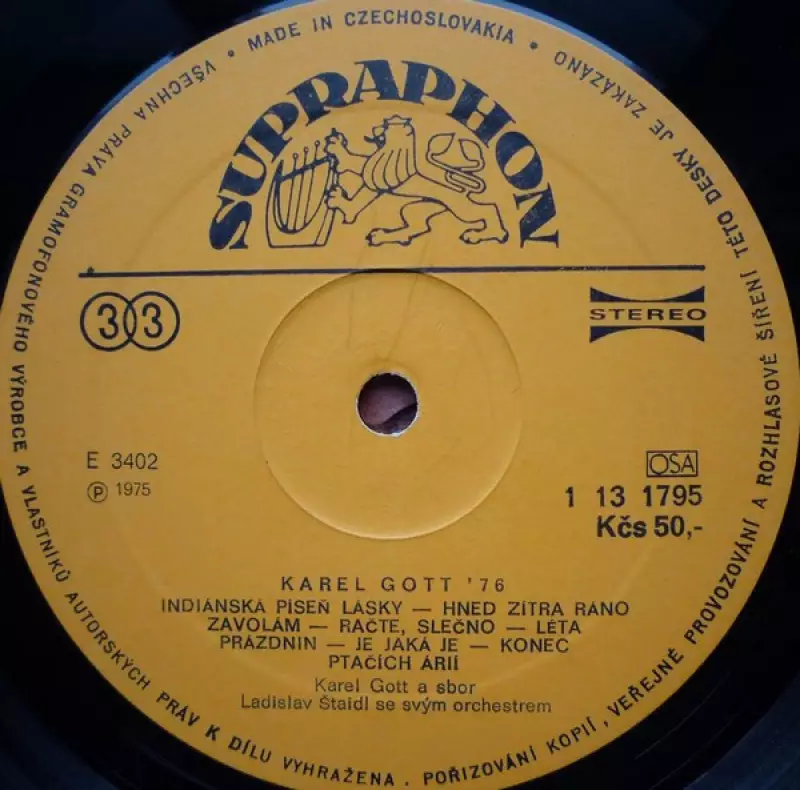 MADE IN CZECHOSLOVAKIA
VŠECHNA PRÁVA GRAMOFONOVÉHO VÝROBCE A VLASTNÍKŮ AUTORSKÝCH PRÁV K DÍLU VYHRAŽENA . POŘIZOVÁNÍ KOPIÍ, VEŘEJNÉ PROVOZOVÁNÍ A ROZHLASOVÉ ŠÍŘENÍ TÉTO DESKY JE ZAKÁZÁNO
SUPRAPHON
33
STEREO
E 3402
Ⓟ 1975
OSA
1 13 1795
Kčs 50,-
KAREL GOTT '76
INDIÁNSKÁ PÍSEŇ LÁSKY — HNED ZÍTRA RÁNO
ZAVOLÁM — RAČTE, SLEČNO — LÉTA
PRÁZDNIN — JE JAKÁ JE — KONEC
PTAČÍCH ÁRIÍ
Karel Gott a sbor
Ladislav Štaidl se svým orchestrem